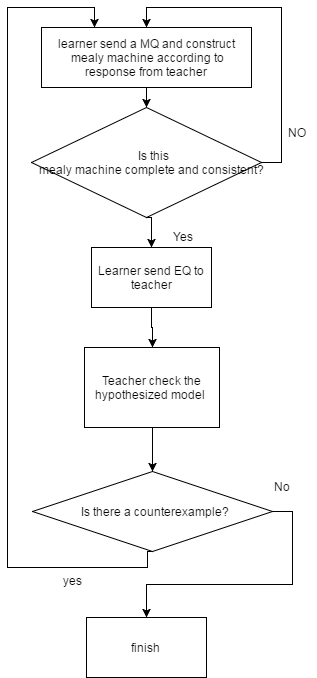 learner send a MQ and construct
mealy machine according to
response from teacher
NO
Is this
mealy machine complete and consistent?
Yes
Learner send EQ to
teacher
Teacher check the
hypothesized model
No
Is there a counterexample?
yes
finish